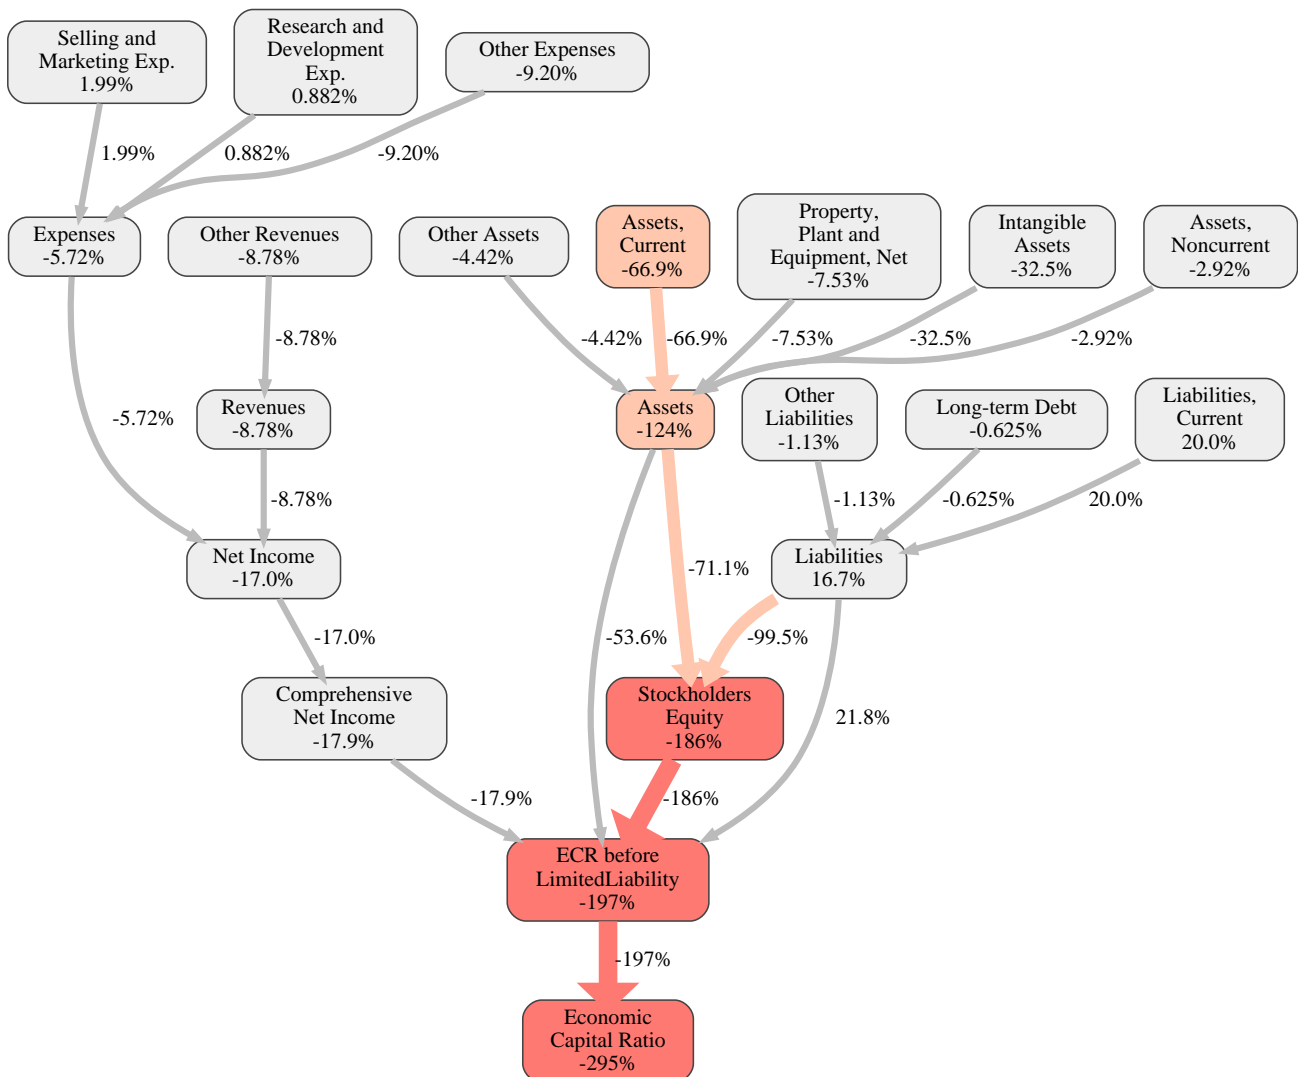 Selling and
Marketing Exp.
1.99%
Research and
Development
Exp.
0.882%
Other Expenses
-9.20%
1.99%
0.882%
-9.20%
Expenses
-5.72%
Other Revenues
-8.78%
Other Assets
-4.42%
Assets,
Current
-66.9%
Property,
Plant and
Equipment, Net
-7.53%
Intangible
Assets
-32.5%
Assets,
Noncurrent
-2.92%
-8.78%
-4.42%
-66.9%
-7.53%
-32.5%
-2.92%
-5.72%
Revenues
-8.78%
Assets
-124%
Other
Liabilities
-1.13%
Long-term Debt
-0.625%
Liabilities,
Current
20.0%
-8.78%
-1.13%
-0.625%
20.0%
Net Income
-17.0%
-71.1%
Liabilities
16.7%
-17.0%
-53.6%
-99.5%
Comprehensive
Net Income
-17.9%
Stockholders
Equity
-186%
21.8%
-17.9%
-186%
ECR before
LimitedLiability
-197%
-197%
Economic
Capital Ratio
-295%